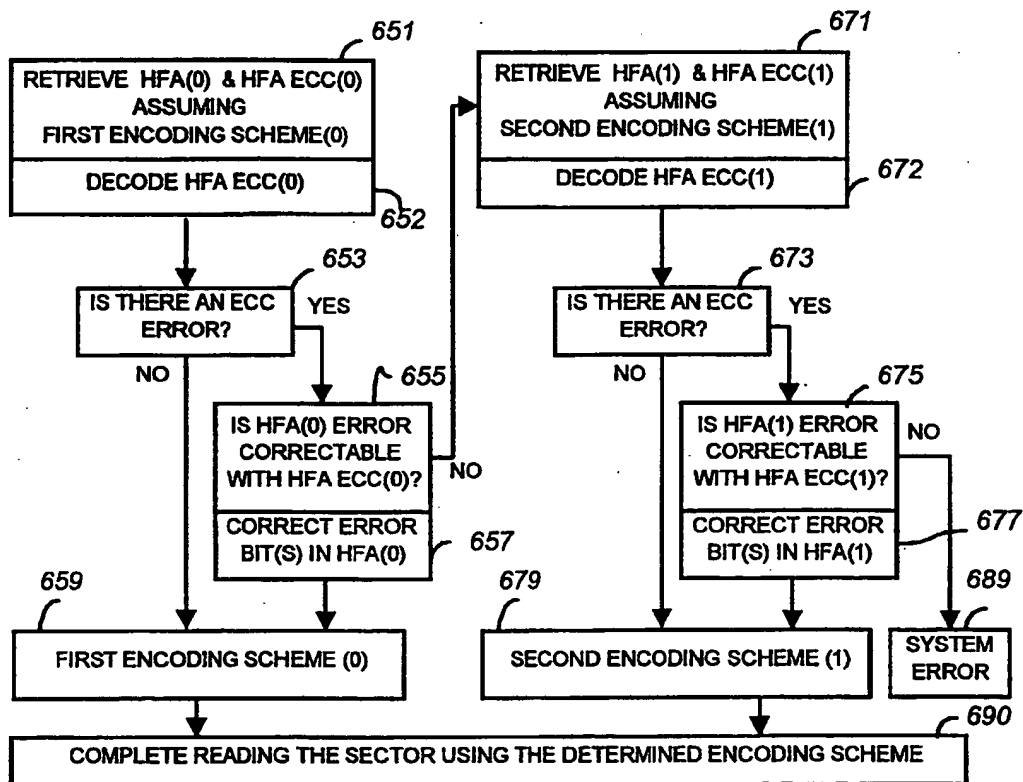 651
RETRIEVE HFA(0) & HFA ECC(0)
ASSUMING
FIRST ENCODING SCHEME(0)
DECODE HFA ECC(0)
652
653
IS THERE AN ECC
ERROR?
YES
NO
655
IS HFA(0) ERROR
CORRECTABLE
WITH HFA ECC(0)?
NO
CORRECT ERROR
BIT(S) IN HFA(0)
657
659
FIRST ENCODING SCHEME (0)
671
RETRIEVE HFA(1) & HFA ECC(1)
ASSUMING
SECOND ENCODING SCHEME(1)
DECODE HFA ECC(1)
672
673
IS THERE AN ECC
ERROR?
YES
NO
675
IS HFA(1) ERROR
CORRECTABLE
WITH HFA ECC(1)?
NO
CORRECT ERROR
BIT(S) IN HFA(1)
677
679
SECOND ENCODING SCHEME (1)
689
SYSTEM
ERROR
690
COMPLETE READING THE SECTOR USING THE DETERMINED ENCODING SCHEME